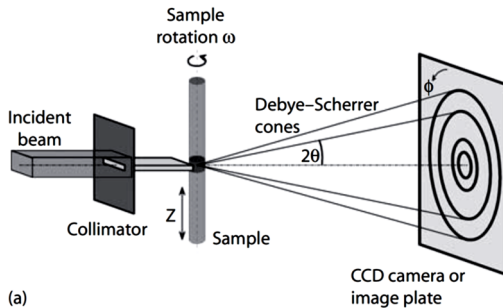 Sample
rotation ω
Incident
beam
Debye–Scherrer
cones
ϕ
2θ
Collimator
Z
Sample
CCD camera or
image plate
(a)